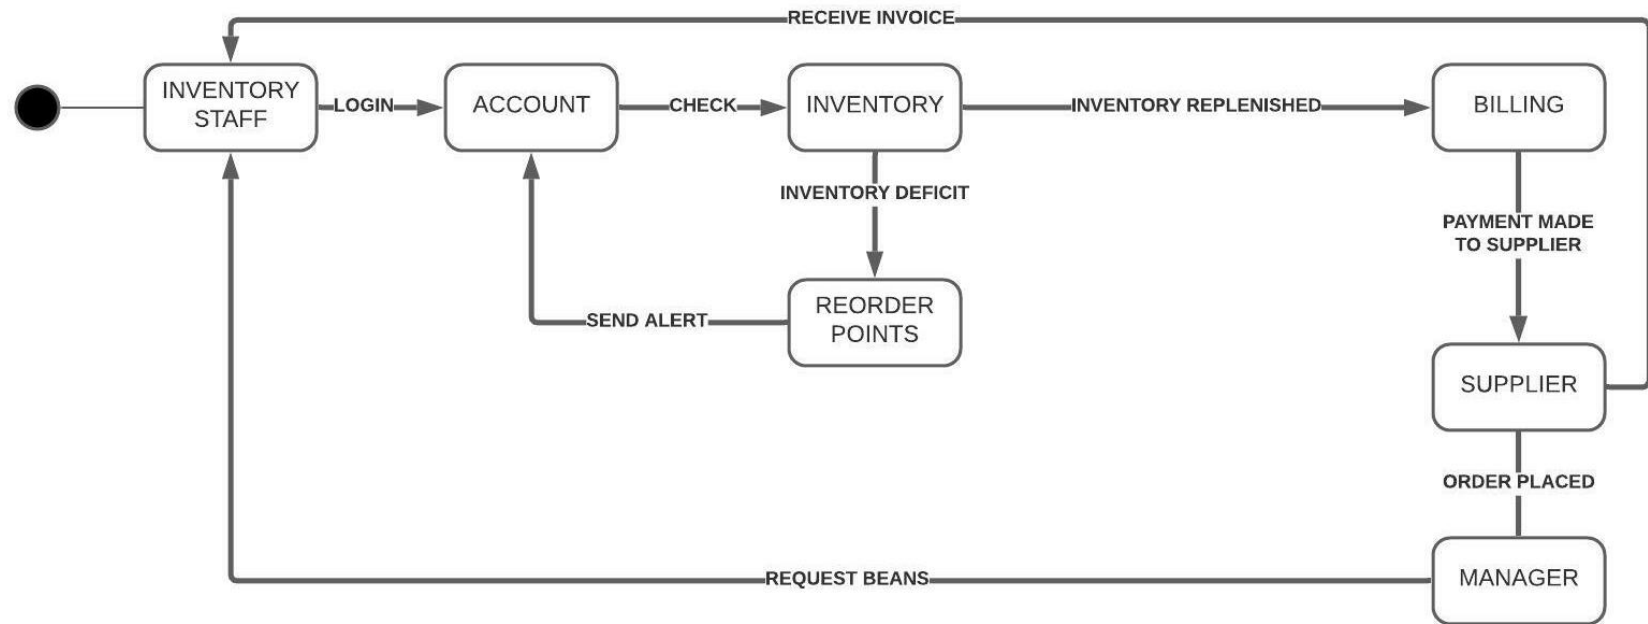 RECEIVE INVOICE
INVENTORY
STAFF
LOGIN
ACCOUNT
CHECK
INVENTORY
INVENTORY REPLENISHED
BILLING
INVENTORY DEFICIT
PAYMENT MADE
TO SUPPLIER
SEND ALERT
REORDER
POINTS
SUPPLIER
ORDER PLACED
REQUEST BEANS
MANAGER